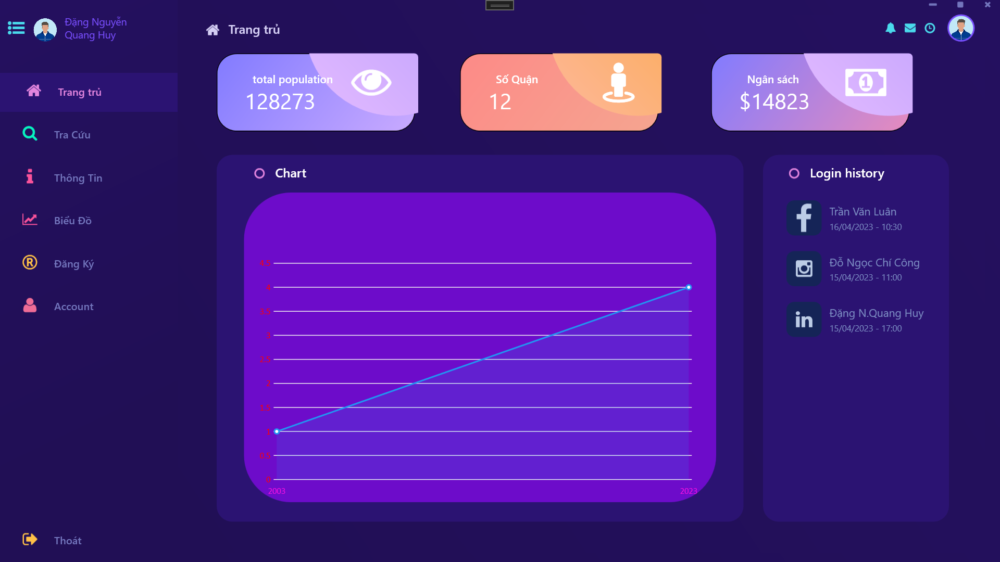 Đặng Nguyễn
Quang Huy
Trang trủ
Tra Cứu
Thông Tin
Biểu Đồ
Đăng Ký
Account
Thoát
Trang trủ
total population
128273
Số Quận
12
Ngân sách
$14823
Chart
4.5
4
3.5
3
2.5
2
1.5
1
0.5
0
2003 2023
Login history
Trần Văn Luân
16/04/2023 - 10:30
Đỗ Ngọc Chí Công
15/04/2023 - 11:00
Đặng N.Quang Huy
15/04/2023 - 17:00